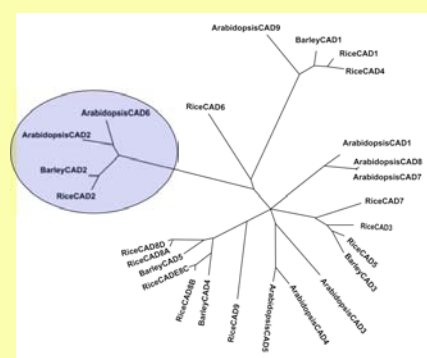 ArabidopsisCAD9
BarleyCAD1
RiceCAD1
RiceCAD4
RiceCAD6
ArabidopsisCAD6
ArabidopsisCAD2
BarleyCAD2
RiceCAD2
ArabidopsisCAD1
ArabidopsisCAD8
ArabidopsisCAD7
RiceCAD7
RiceCAD3
RiceCAD5
BarleyCAD3
ArabidopsisCAD3
ArabidopsisCAD4
ArabidopsisCAD5
RiceCAD9
BarleyCAD4
RiceCAD8B
RiceCADE8C
BarleyCAD5
RiceCAD8A
RiceCAD8D